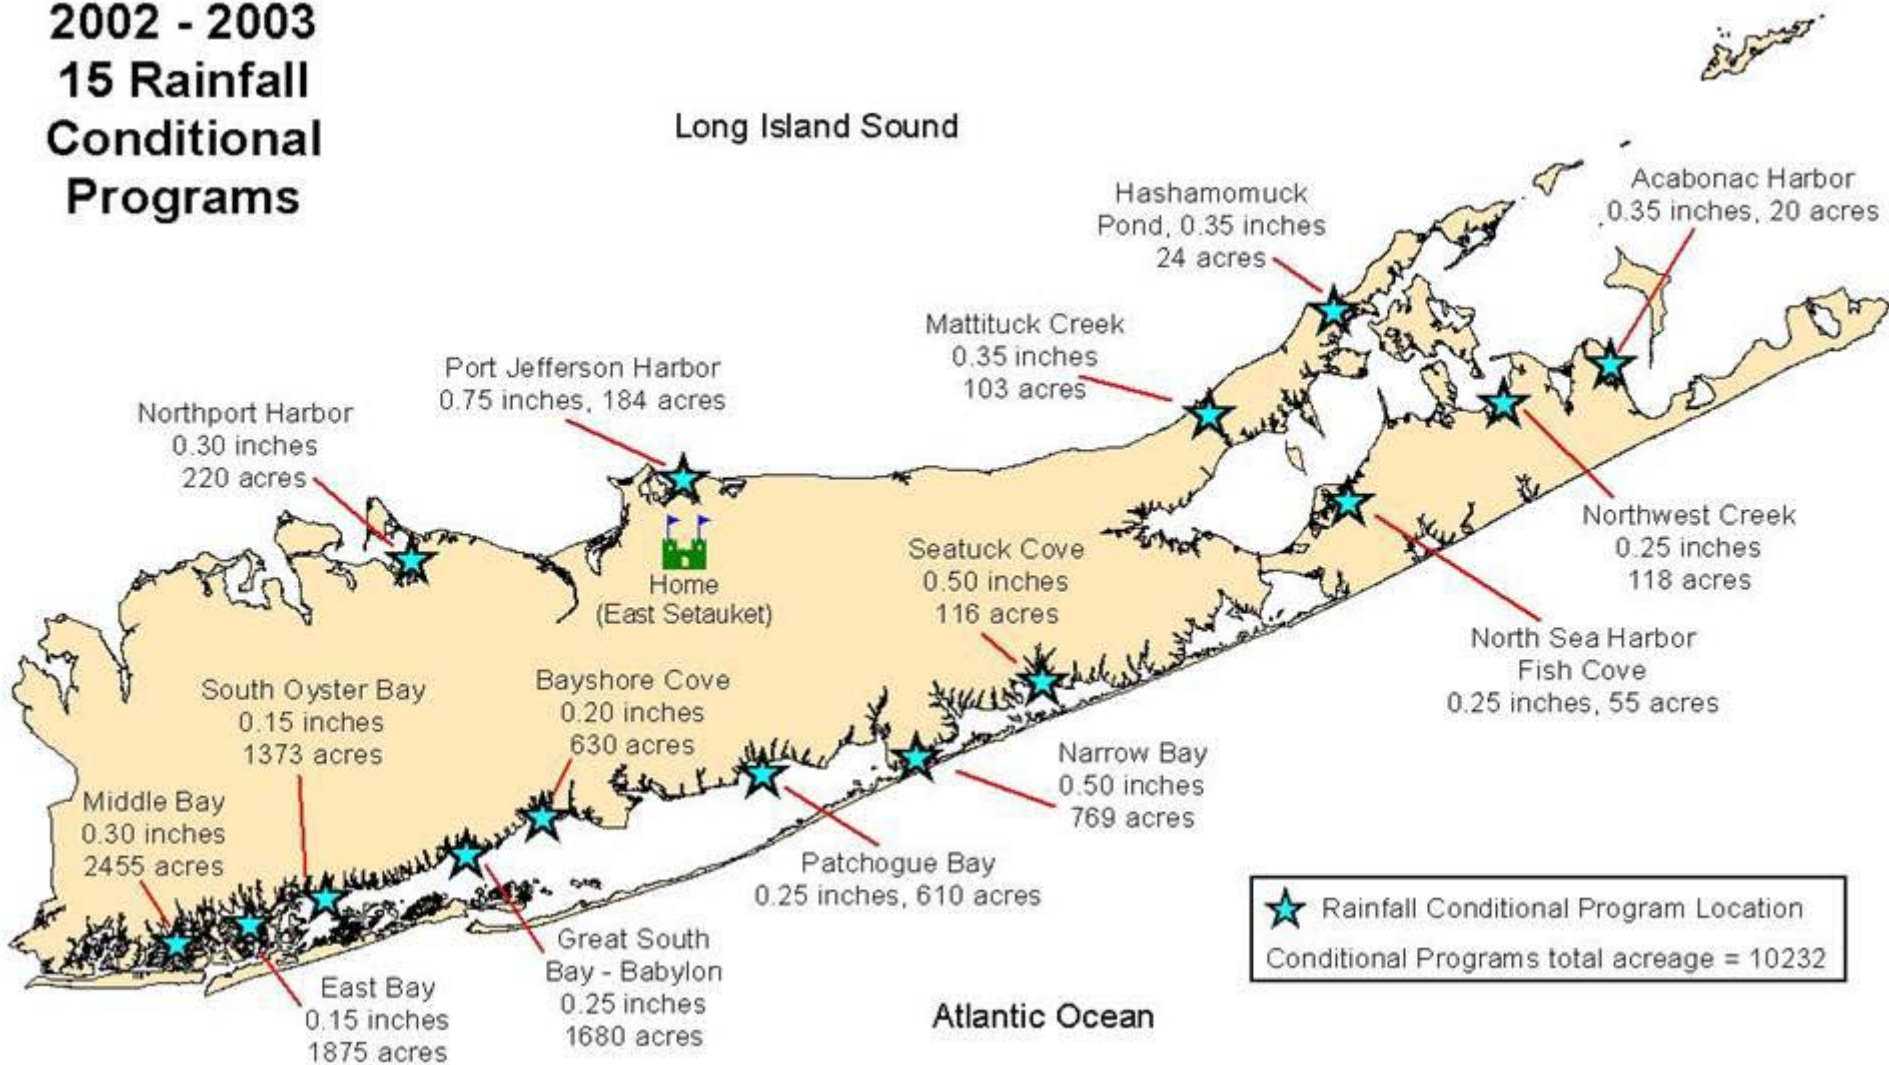 2002 - 2003
15 Rainfall
Conditional
Programs
Long Island Sound
Hashamomuck
Pond, 0.35 inches
24 acres
Acabonac Harbor
0.35 inches, 20 acres
Mattituck Creek
0.35 inches
103 acres
Port Jefferson Harbor
0.75 inches, 184 acres
Northport Harbor
0.30 inches
220 acres
Home
(East Setauket)
Seatuck Cove
0.50 inches
116 acres
Northwest Creek
0.25 inches
118 acres
North Sea Harbor
Fish Cove
0.25 inches, 55 acres
South Oyster Bay
0.15 inches
1373 acres
Bayshore Cove
0.20 inches
630 acres
Narrow Bay
0.50 inches
769 acres
Middle Bay
0.30 inches
2455 acres
Patchogue Bay
0.25 inches, 610 acres
Great South
Bay - Babylon
0.25 inches
1680 acres
East Bay
0.15 inches
1875 acres
Atlantic Ocean
Rainfall Conditional Program Location
Conditional Programs total acreage = 10232